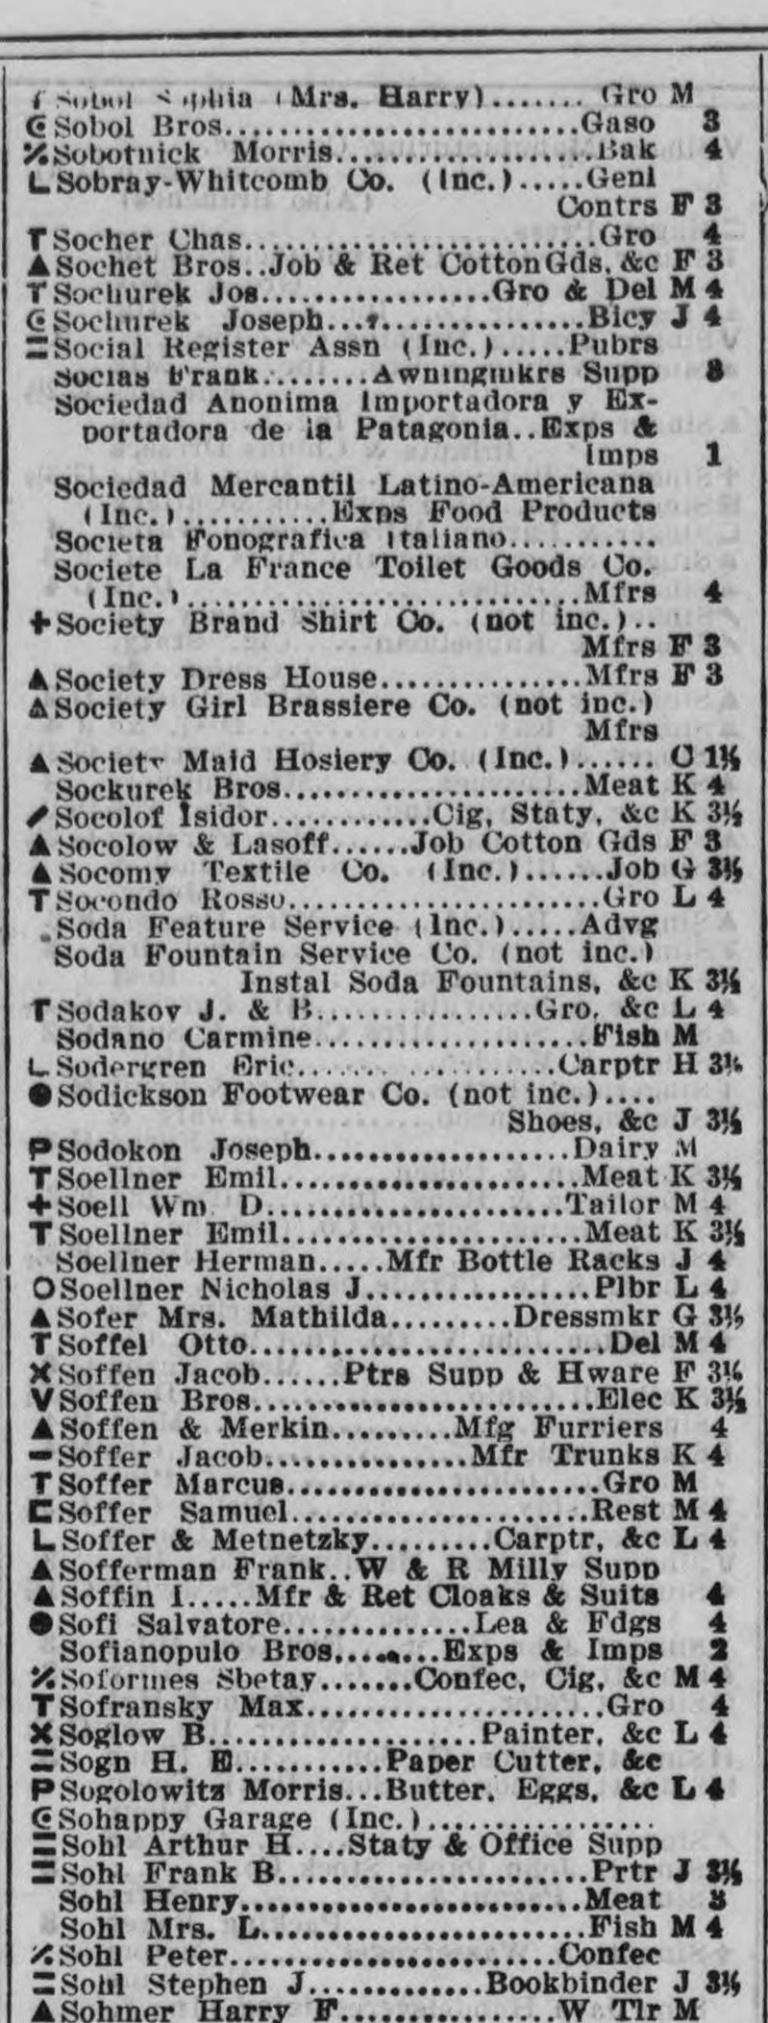 T Sobol Sophia (Mrs. Harry)........ Gro M
Sobol Bros..........................Gaso 3
Sobotnick Morris....................Bak 4
L Sobray-Whitcomb Co. (Inc.).....Genl
Contrs F 3
T Socher Chas..........................Gro 4
▲ Sochet Bros..Job & Ret Cotton Gds, &c F 3
T Sochurek Jos.................Gro & Del M 4
Sochurek Joseph...................Bicy J 4
Social Register Assn (Inc.).....Pubrs
Socias Frank........Awningmkrs Supp 3
Sociedad Anonima Importadora y Ex-
portadora de la Patagonia..Exps &
Imps 1
Sociedad Mercantil Latino-Americana
(Inc.)...........Exps Food Products
Societa Fonografica Italiano...........
Societe La France Toilet Goods Co.
(Inc.)..............................Mfrs 4
+ Society Brand Shirt Co. (not inc.)..
Mfrs F 3
▲ Society Dress House...............Mfrs F 3
▲ Society Girl Brassiere Co. (not inc.)
Mfrs
▲ Society Maid Hosiery Co. (Inc.)...... O 1½
Sockurek Bros......................Meat K 4
Socolof Isidor............Cig, Staty, &c K 3½
▲ Socolow & Lasoff......Job Cotton Gds F 3
▲ Socomy Textile Co. (Inc.)......Job G 3½
T Socondo Rosso.......................Gro L 4
Soda Feature Service (Inc.).....Advg
Soda Fountain Service Co. (not inc.)
Instal Soda Fountains, &c K 3½
T Sodakov J. & B................Gro, &c L 4
Sodano Carmine.....................Fish M
L Sodergren Eric...................Carptr H 3½
● Sodickson Footwear Co. (not inc.)....
Shoes, &c J 3½
P Sodokon Joseph...................Dairy M
T Soellner Emil......................Meat K 3½
+ Soell Wm D......................Tailor M 4
T Soellner Emil......................Meat K 3½
Soellner Herman.....Mfr Bottle Racks J 4
O Soellner Nicholas J.................Plbr L 4
▲ Sofer Mrs. Mathilda.........Dressmkr G 3½
T Soffel Otto..........................Del M 4
X Soffen Jacob......Ptrs Supp & Hware F 3½
V Soffen Bros.........................Elec K 3½
▲ Soffen & Merkin.........Mfg Furriers 4
Soffer Jacob...............Mfr Trunks K 4
T Soffer Marcus.......................Gro M
Soffer Samuel......................Rest M 4
L Soffer & Metnetzky.........Carptr, &c L 4
▲ Sofferman Frank..W & R Milly Supp
▲ Soffin I.....Mfr & Ret Cloaks & Suits 4
● Sofi Salvatore..............Lea & Fdgs 4
Sofianopulo Bros........Exps & Imps 2
Soformes Sbetay.......Confec, Cig, &c M 4
T Sofransky Max......................Gro 4
X Soglow B....................Painter, &c L 4
Sogn H. E...........Paper Cutter, &c
P Sogolowitz Morris...Butter, Eggs, &c L 4
Sohappy Garage (Inc.).................
Sohl Arthur H....Staty & Office Supp
Sohl Frank B.......................Prtr J 3½
Sohl Henry.........................Meat 3
Sohl Mrs. L........................Fish M 4
Sohl Peter........................Confec
Sohl Stephen J.............Bookbinder J 3½
▲ Sohmer Harry F................W Tlr M